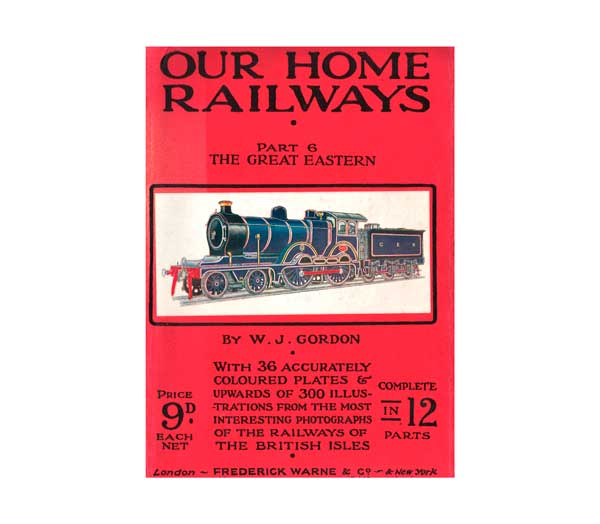 OUR HOME
RAILWAYS
PART 6
THE GREAT EASTERN
G E R
BY W. J. GORDON
WITH 36 ACCURATELY
COLOURED PLATES &
UPWARDS OF 300 ILLUS-
TRATIONS FROM THE MOST
INTERESTING PHOTOGRAPHS
OF THE RAILWAYS OF
THE BRITISH ISLES
PRICE
9D.
EACH
NET
COMPLETE
IN 12
PARTS
London ~ FREDERICK WARNE & Co ~ & New York